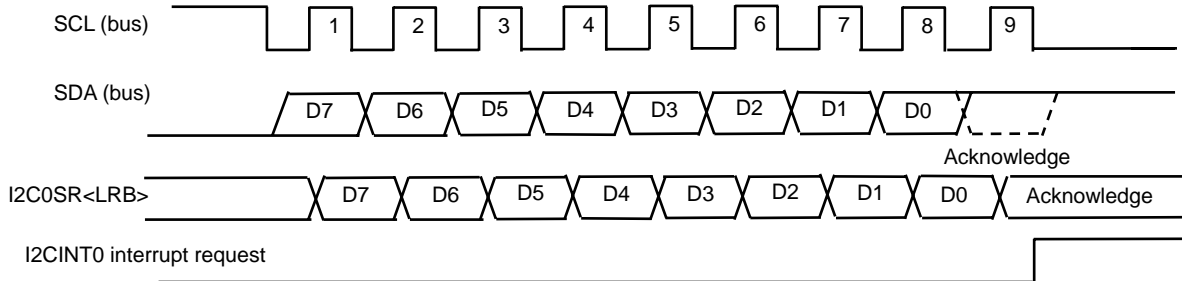 SCL (bus) 1 2 3 4 5 6 7 8 9
SDA (bus) D7 D6 D5 D4 D3 D2 D1 D0
Acknowledge
I2C0SR<LRB> D7 D6 D5 D4 D3 D2 D1 D0 Acknowledge
I2CINT0 interrupt request